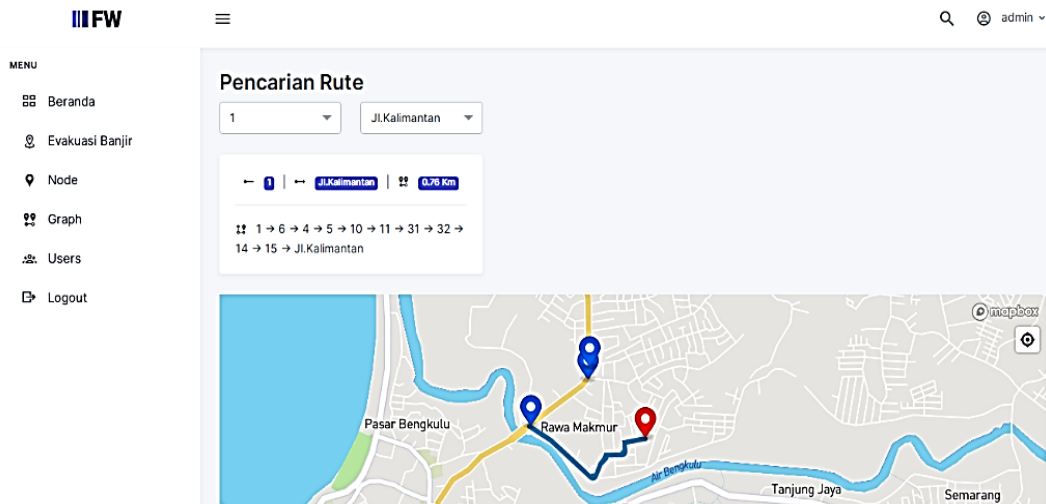 FW
admin
MENU
Beranda
Evakuasi Banjir
Node
Graph
Users
Logout
Pencarian Rute
1
Jl.Kalimantan
1 | Jl.Kalimantan | 0.76 Km
1 → 6 → 4 → 5 → 10 → 11 → 31 → 32 →
14 → 15 → Jl.Kalimantan
mapbox
Pasar Bengkulu
Rawa Makmur
Air Bengkulu
Tanjung Jaya
Semarang